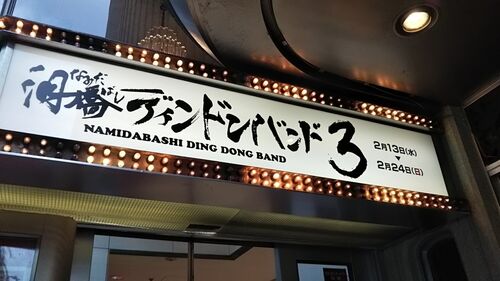 なみだばし
泪橋ディンドンバンド3
NAMIDABASHI DING DONG BAND
2月13日(水)
▼
2月24日(日)